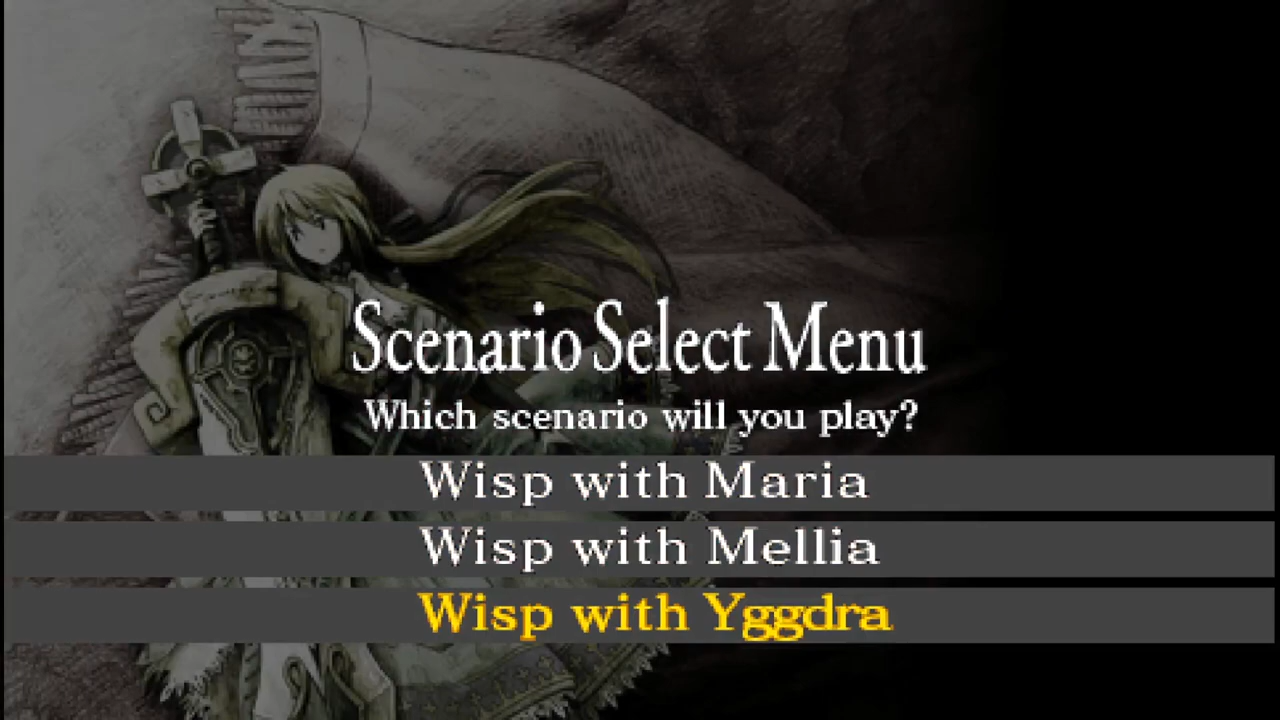 Scenario Select Menu
Which scenario will you play?
Wisp with Maria
Wisp with Mellia
Wisp with Yggdra